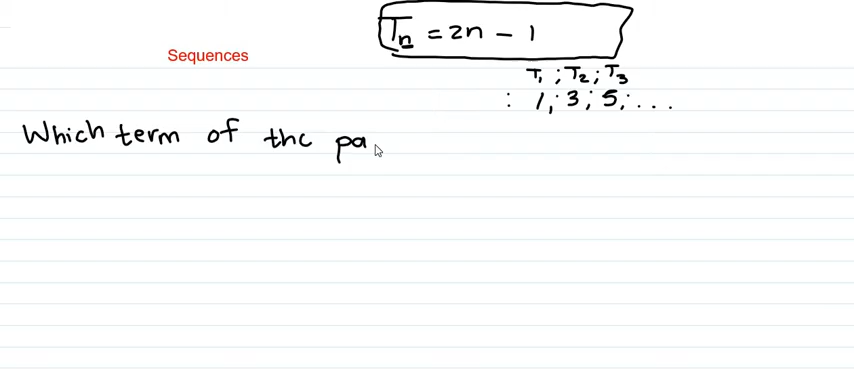 Tn = 2n - 1
Sequences
T1 ; T2 ; T3
: 1 ; 3 ; 5 ; ...
Which term of the pa